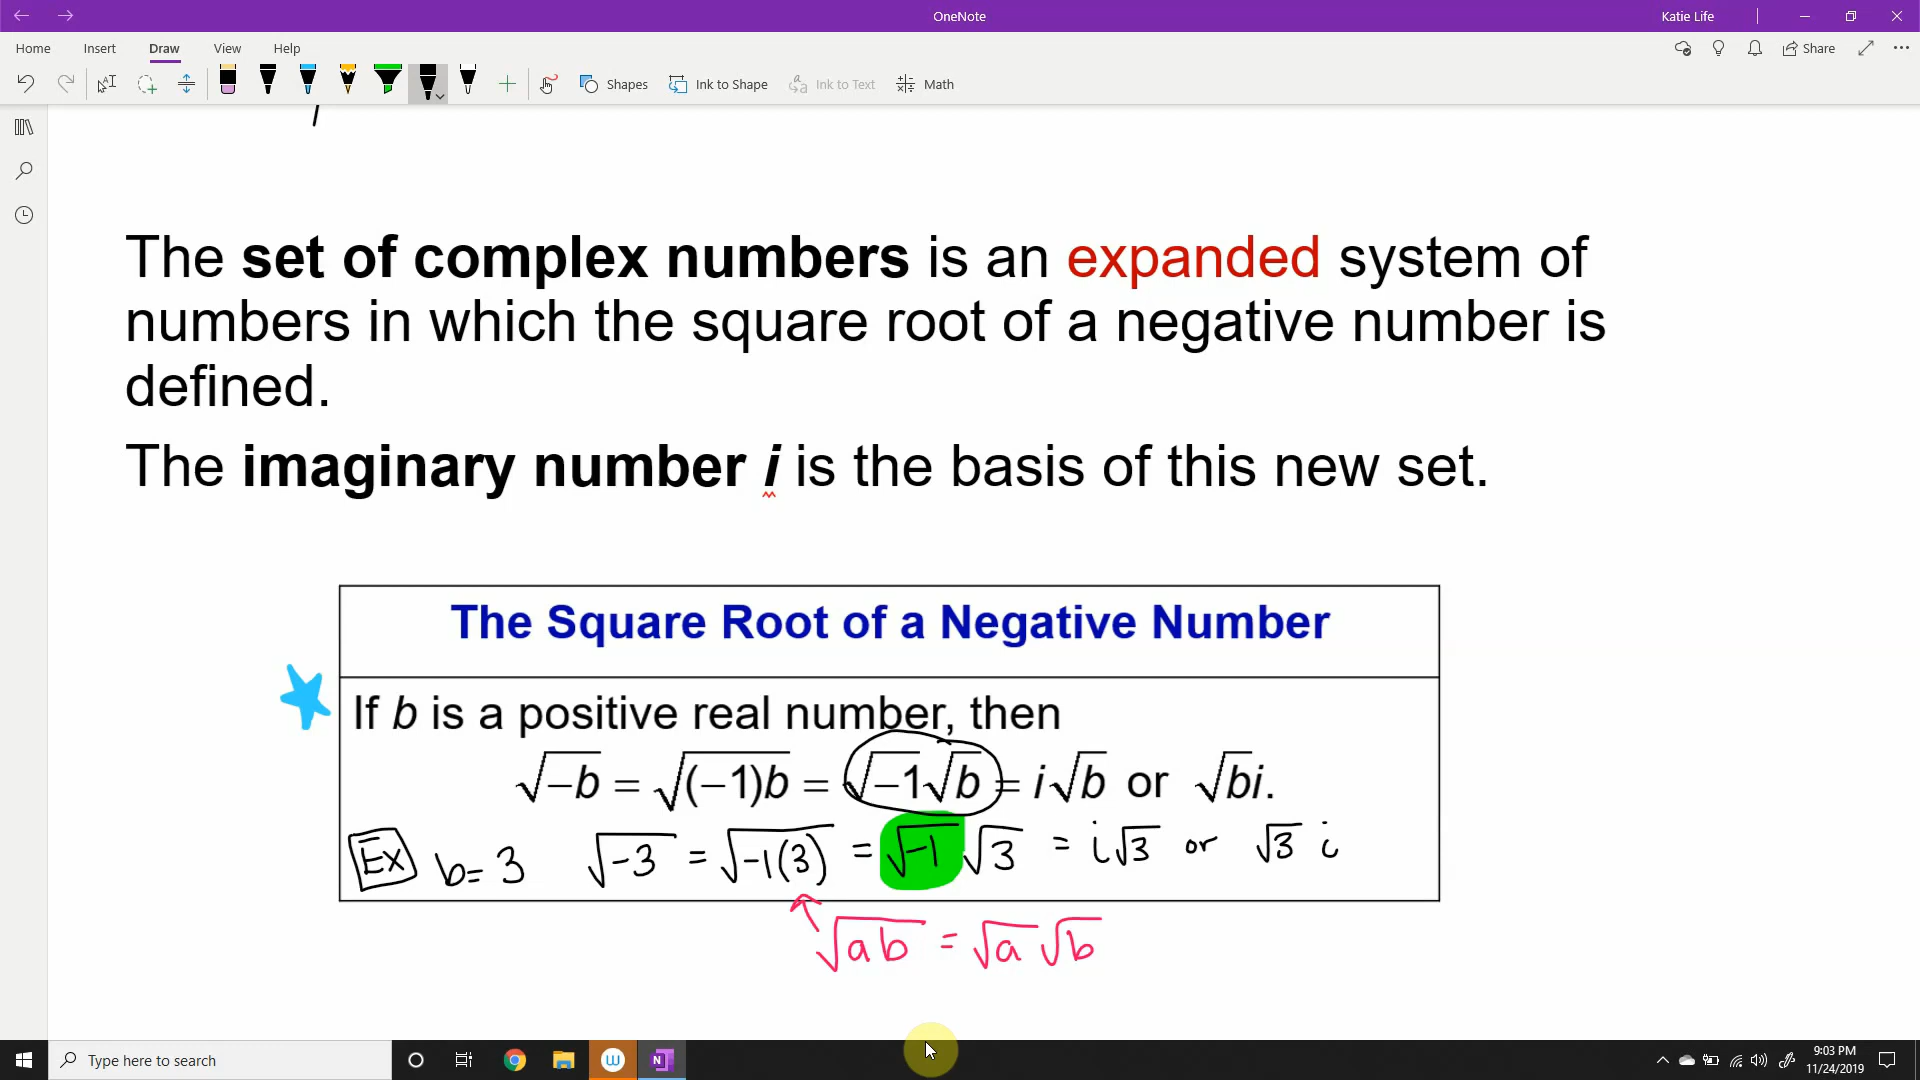 OneNote
Katie Life
Home Insert Draw View Help
Share
Shapes Ink to Shape Ink to Text Math
The set of complex numbers is an expanded system of
numbers in which the square root of a negative number is
defined.
The imaginary number i is the basis of this new set.
The Square Root of a Negative Number
If b is a positive real number, then
√−b = √(−1)b = √−1√b = i√b or √bi.
Ex b = 3 √−3 = √−1(3) = √−1 √3 = i√3 or √3 i
√ab = √a √b
Type here to search
9:03 PM
11/24/2019